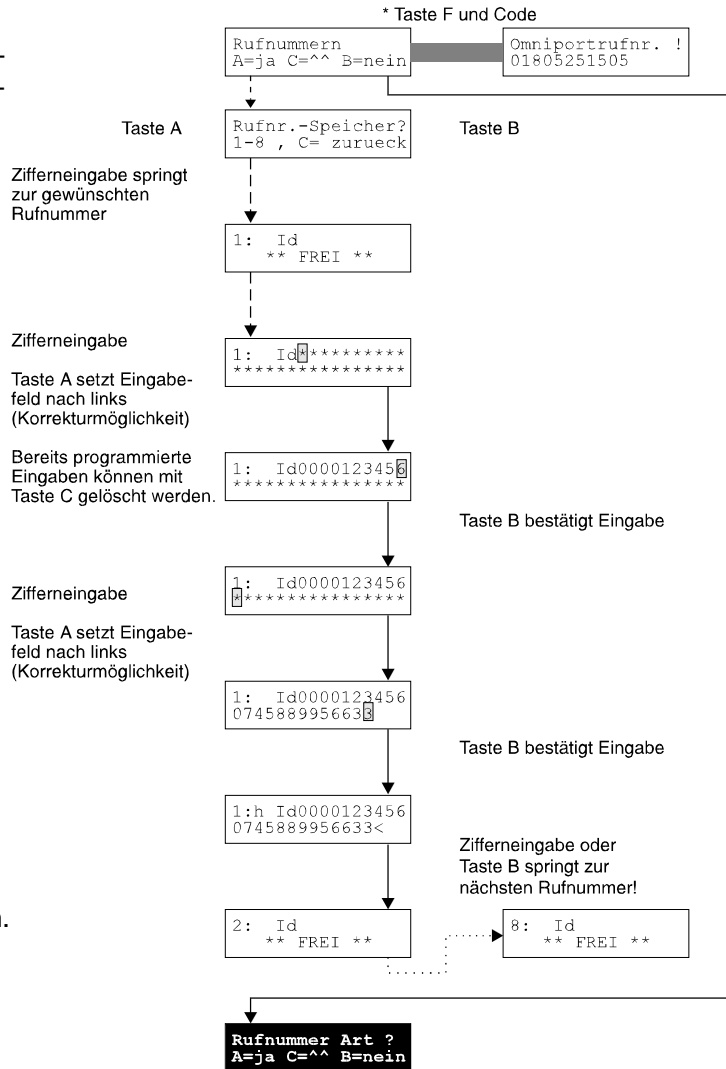 * Taste F und Code
Rufnummern
A=ja C=^^ B=nein
Omniportrufnr. !
01805251505
Taste A
Rufnr.-Speicher?
1-8 , C= zurueck
Taste B
Zifferneingabe springt
zur gewünschten
Rufnummer
1: Id
** FREI **
Zifferneingabe
Taste A setzt Eingabe-
feld nach links
(Korrekturmöglichkeit)
1: Id**********
****************
Bereits programmierte
Eingaben können mit
Taste C gelöscht werden.
1: Id0000123456
****************
Taste B bestätigt Eingabe
Zifferneingabe
Taste A setzt Eingabe-
feld nach links
(Korrekturmöglichkeit)
1: Id0000123456
****************
1: Id0000123456
0745889956633
Taste B bestätigt Eingabe
1:h Id0000123456
0745889956633<
Zifferneingabe oder
Taste B springt zur
nächsten Rufnummer!
2: Id
** FREI **
8: Id
** FREI **
Rufnummer Art ?
A=ja C=^^ B=nein